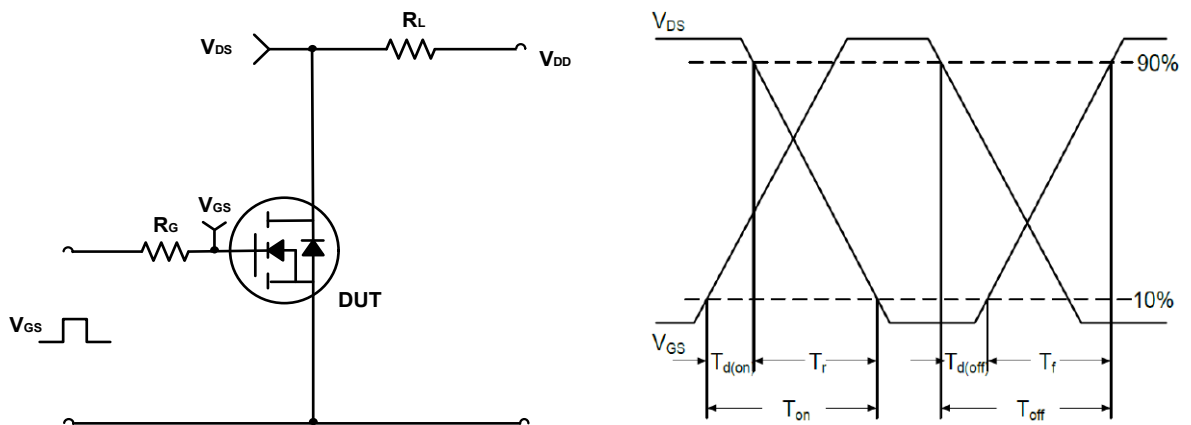 RL
VDS
VDD
VGS
RG
DUT
VGS
VDS
90%
10%
VGS
Td(on) Tr Td(off) Tf
Ton Toff